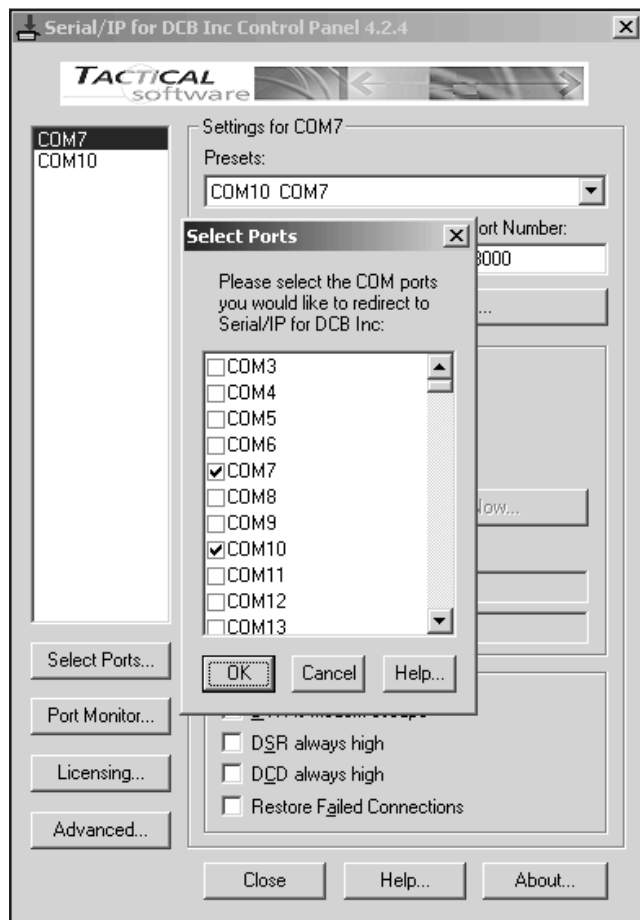 Serial/IP for DCB Inc Control Panel 4.2.4
TACTICAL
software
COM7
COM10
Settings for COM7
Presets:
COM10 COM7
ort Number:
3000
...
Select Ports
Please select the COM ports
you would like to redirect to
Serial/IP for DCB Inc:
COM3
COM4
COM5
COM6
COM7
COM8
COM9
COM10
COM11
COM12
COM13
OK
Cancel
Help...
Now...
Select Ports...
Port Monitor...
Licensing...
Advanced...
DSR always high
DCD always high
Restore Failed Connections
Close
Help...
About...